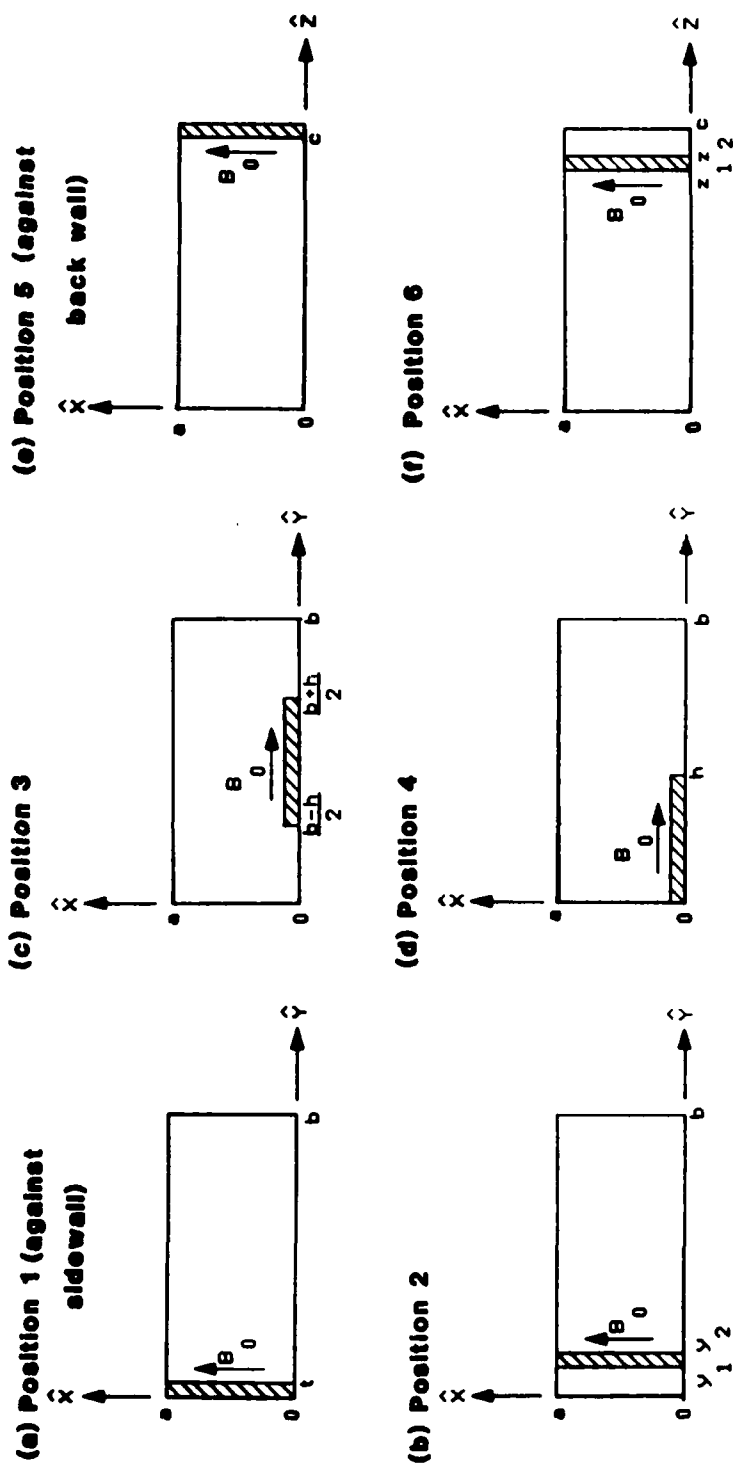 (a) Position 1 (against
sidewall)
X̂
a
B
0
0
t
b
Ŷ
(b) Position 2
X̂
a
B
0
0
y
1
y
2
b
Ŷ
(c) Position 3
X̂
a
B
0
0
b-h
2
b+h
2
b
Ŷ
(d) Position 4
X̂
a
B
0
0
h
b
Ŷ
(e) Position 5 (against
back wall)
X̂
a
B
0
0
c
Ẑ
(f) Position 6
X̂
a
B
0
0
z
1
z
2
c
Ẑ